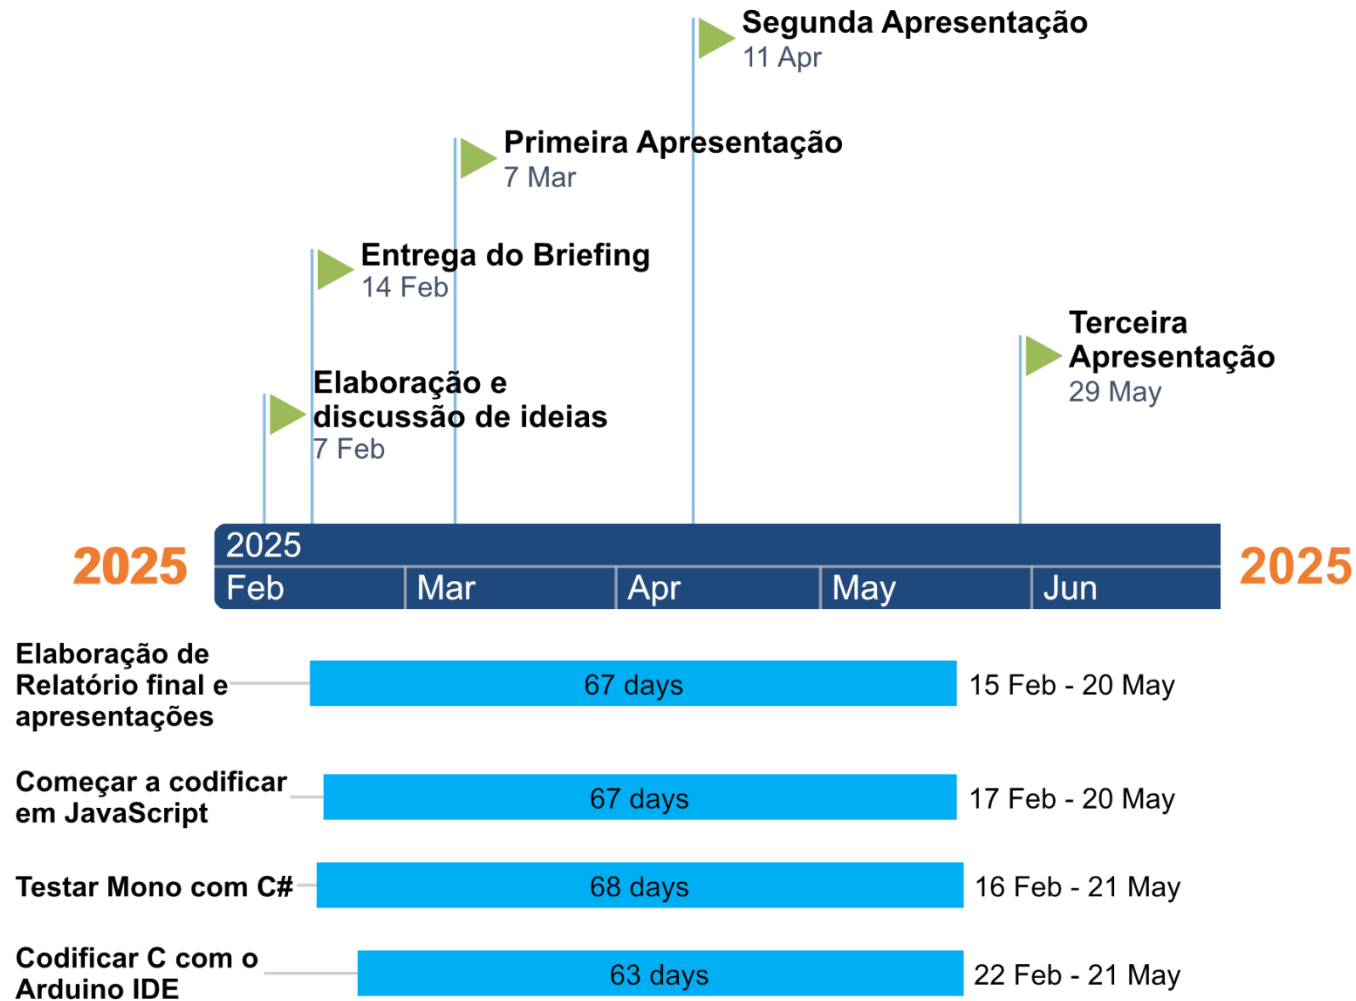 Segunda Apresentação
11 Apr
Primeira Apresentação
7 Mar
Entrega do Briefing
14 Feb
Terceira
Apresentação
29 May
Elaboração e
discussão de ideias
7 Feb
2025
2025
2025
Feb
Mar
Apr
May
Jun
Elaboração de
Relatório final e
apresentações
67 days
15 Feb - 20 May
Começar a codificar
em JavaScript
67 days
17 Feb - 20 May
Testar Mono com C#
68 days
16 Feb - 21 May
Codificar C com o
Arduino IDE
63 days
22 Feb - 21 May